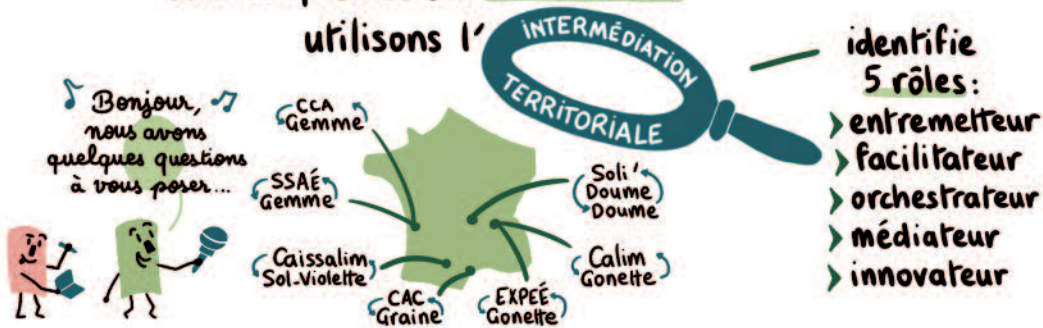 utilisons l'
INTERMÉDIATION
TERRITORIALE
identifie
5 rôles:
entremetteur
facilitateur
orchestrateur
médiateur
innovateur
Bonjour,
nous avons
quelques questions
à vous poser...
CCA
Gemme
SSAÉ
Gemme
Caissalim
Sol-Violette
CAC
Graine
EXPEÉ
Gonette
Calim
Gonette
Soli'
Doume
Doume